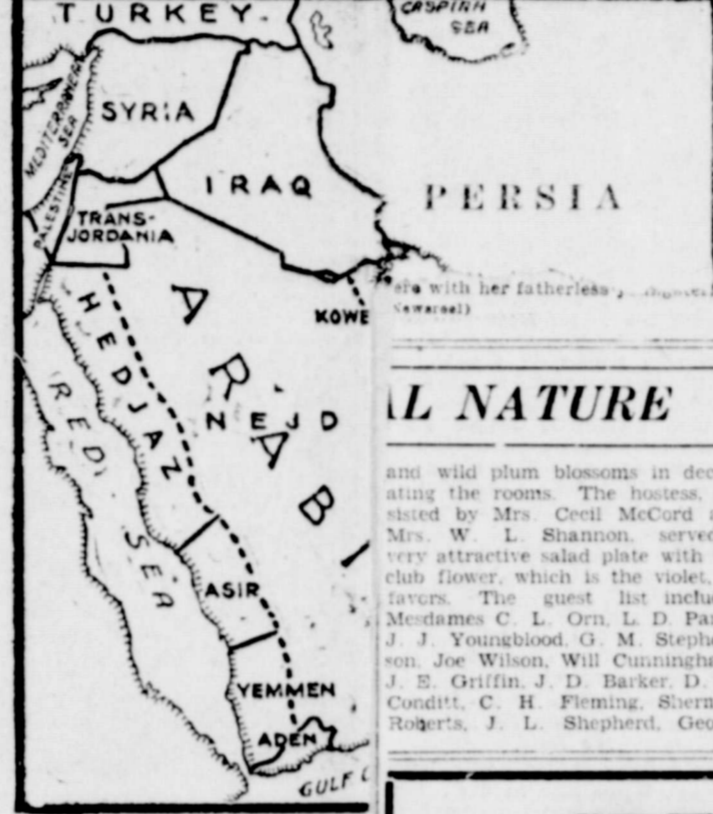 TURKEY.
CASPIAN
SEA
SYRIA
MEDITERRANEAN
SEA
IRAQ
PERSIA
PALESTINE
TRANS-
JORDANIA
KOWE
HEDJAZ
ARABI
NEJD
RED SEA
ASIR
YEMMEN
ADEN
GULF
ere with her fatherless
Newsreel)
AL NATURE
and wild plum blossoms in dec
ating the rooms. The hostess,
sisted by Mrs. Cecil McCord
Mrs. W. L. Shannon, served
very attractive salad plate with
club flower, which is the violet,
favors. The guest list inclu
Mesdames C. L. Orn, L. D. Pa
J. J. Youngblood, G. M. Steph
son, Joe Wilson, Will Cunningha
J. E. Griffin, J. D. Barker, D.
Conditt, C. H. Fleming, Sherm
Roberts, J. L. Shepherd, Geo